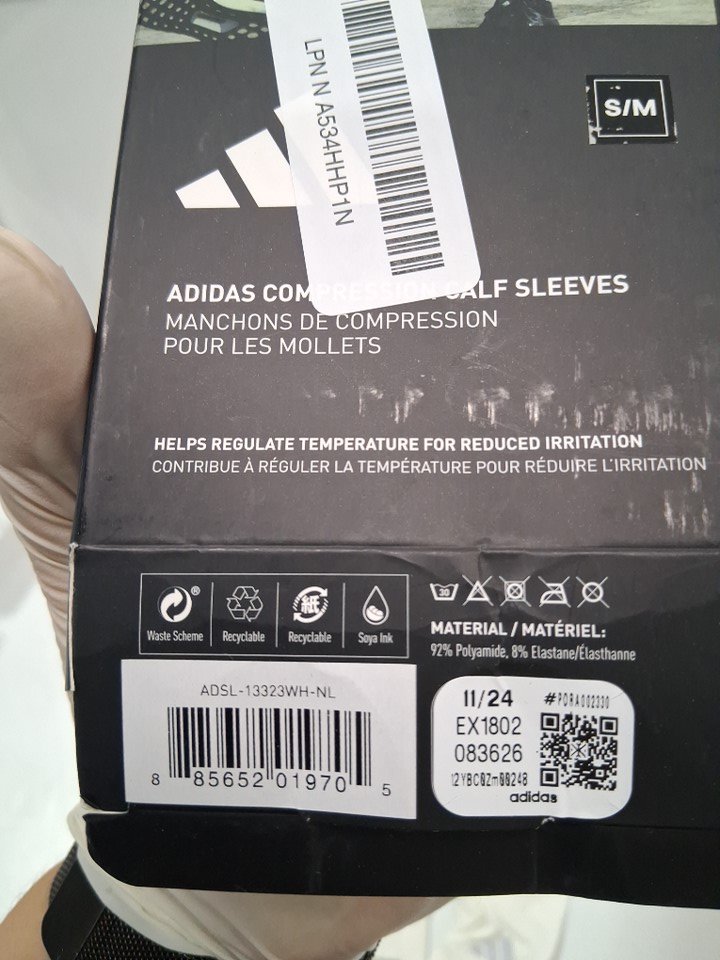 LPN N A534HHP1N
S/M
ADIDAS COMPRESSION CALF SLEEVES
MANCHONS DE COMPRESSION
POUR LES MOLLETS
HELPS REGULATE TEMPERATURE FOR REDUCED IRRITATION
CONTRIBUE À RÉGULER LA TEMPÉRATURE POUR RÉDUIRE L'IRRITATION
紙
30
Waste Scheme
Recyclable
Recyclable
Soya Ink
MATERIAL / MATÉRIEL:
92% Polyamide, 8% Elastane/Élasthanne
ADSL-13323WH-NL
8 85652 01970 5
11/24
EX1802
083626
adidas